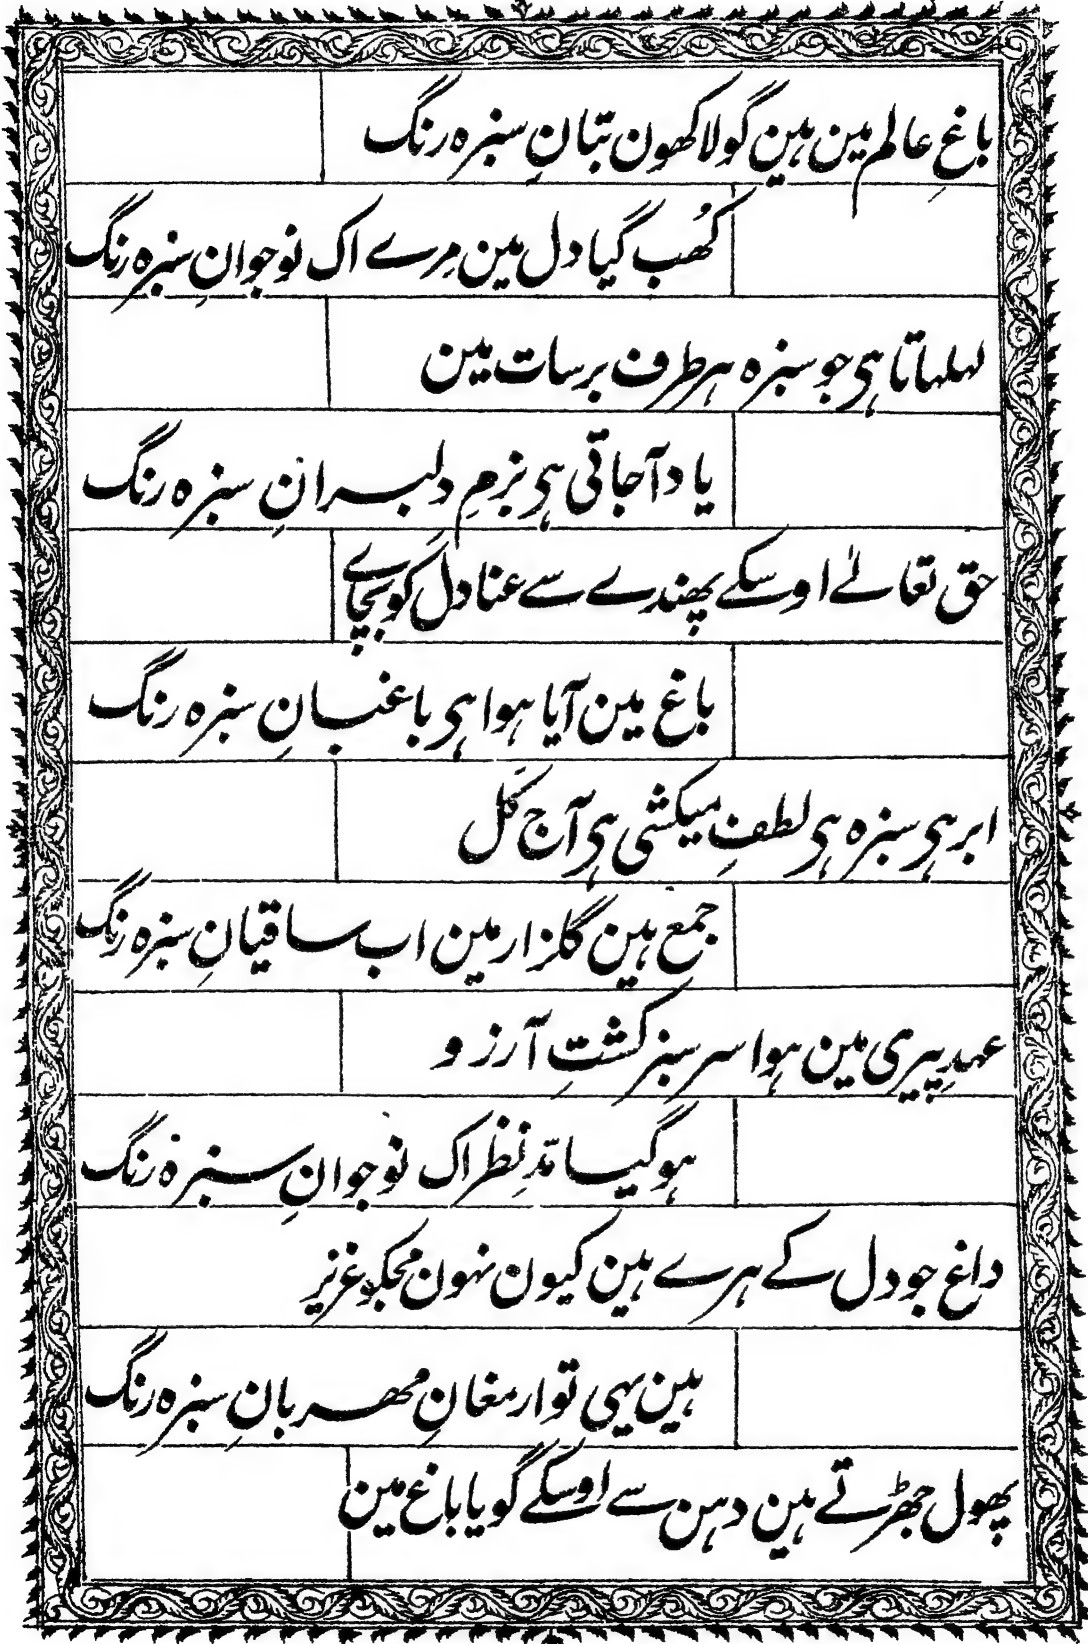 باغِ عالم مین ہین گو لاکھون بتانِ سبزہ رنگ
کُھب گیا دل مین مِرے اک نوجوانِ سبزہ رنگ
لہلہاتا ہی جو سبزہ ہر طرف برسات مین
یاد آجاتی ہی بزمِ دلبرانِ سبزہ رنگ
حق تعالےٰ اوسکے پھندے سے عنادل کو بچاے
باغ مین آیا ہوا ہی باغبانِ سبزہ رنگ
ابر ہی سبزہ ہی لطفِ میکشی ہی آج کَل
جمع ہین گلزار مین اب ساقیانِ سبزہ رنگ
عہدِ پیری مین ہوا سرسبز کشتِ آرزو
ہوگیا مدِّ نظر اک نوجوانِ سبزہ رنگ
داغ جو دل کے ہرے ہین کیون نہون مجکو عزیز
ہین یہی تو ارمغانِ مہربانِ سبزہ رنگ
پھول جھڑتے ہین دہن سے اوسکے گویا باغ مین